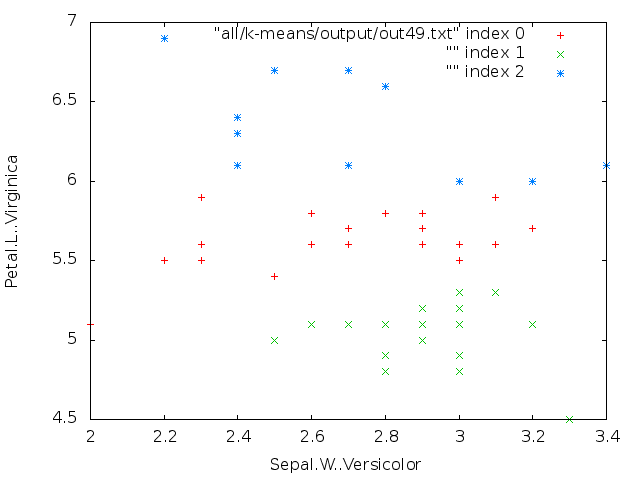 "all/k-means/output/out49.txt" index 0
"" index 1
"" index 2
7
6.5
6
5.5
5
4.5
Petal.L..Virginica
2 2.2 2.4 2.6 2.8 3 3.2 3.4
Sepal.W..Versicolor